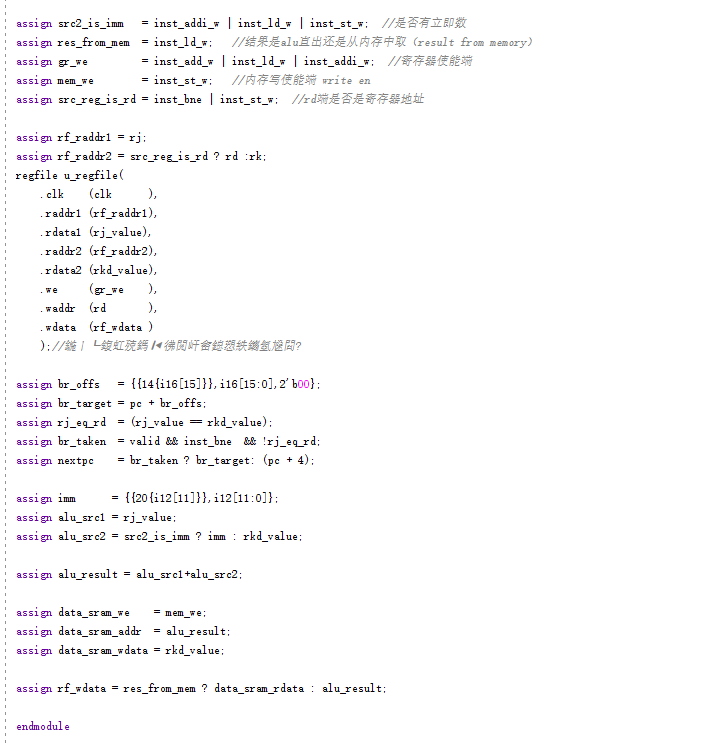 assign src2_is_imm   = inst_addi_w | inst_ld_w | inst_st_w;  //是否有立即数
assign res_from_mem  = inst_ld_w;   //结果是alu直出还是从内存中取（result from memory）
assign gr_we         = inst_add_w | inst_ld_w | inst_addi_w;  //寄存器使能端
assign mem_we        = inst_st_w;   //内存写使能端 write en
assign src_reg_is_rd = inst_bne | inst_st_w;  //rd端是否是寄存器地址
assign rf_raddr1 = rj;
assign rf_raddr2 = src_reg_is_rd ? rd :rk;
regfile u_regfile(
    .clk    (clk      ),
    .raddr1 (rf_raddr1),
    .rdata1 (rj_value),
    .raddr2 (rf_raddr2),
    .rdata2 (rkd_value),
    .we     (gr_we    ),
    .waddr  (rd       ),
    .wdata  (rf_wdata )
    );//
assign br_offs   = {{14{i16[15]}},i16[15:0],2'b00};
assign br_target = pc + br_offs;
assign rj_eq_rd  = (rj_value == rkd_value);
assign br_taken  = valid && inst_bne  && !rj_eq_rd;
assign nextpc    = br_taken ? br_target: (pc + 4);
assign imm      = {{20{i12[11]}},i12[11:0]};
assign alu_src1 = rj_value;
assign alu_src2 = src2_is_imm ? imm : rkd_value;
assign alu_result = alu_src1+alu_src2;
assign data_sram_we    = mem_we;
assign data_sram_addr  = alu_result;
assign data_sram_wdata = rkd_value;
assign rf_wdata = res_from_mem ? data_sram_rdata : alu_result;
endmodule